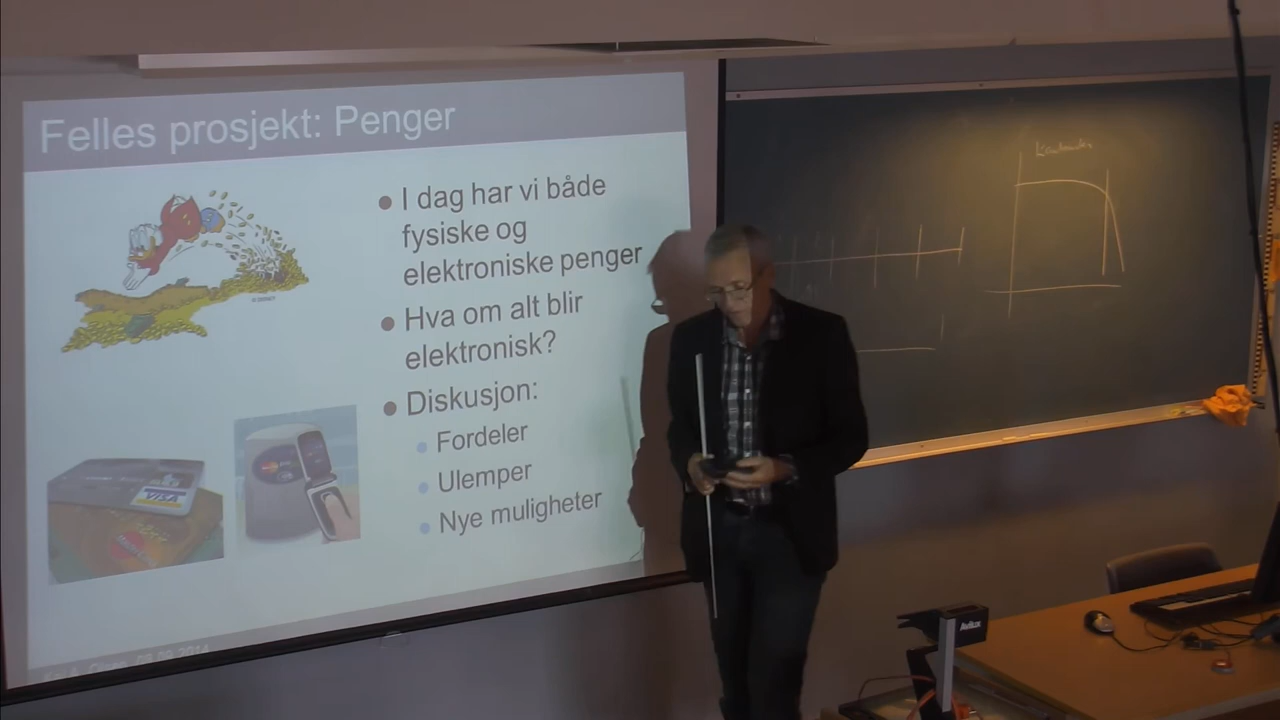 Felles prosjekt: Penger
I dag har vi både
fysiske og
elektroniske penger
Hva om alt blir
elektronisk?
Diskusjon:
Fordeler
Ulemper
Nye muligheter
VISA
AVerVision